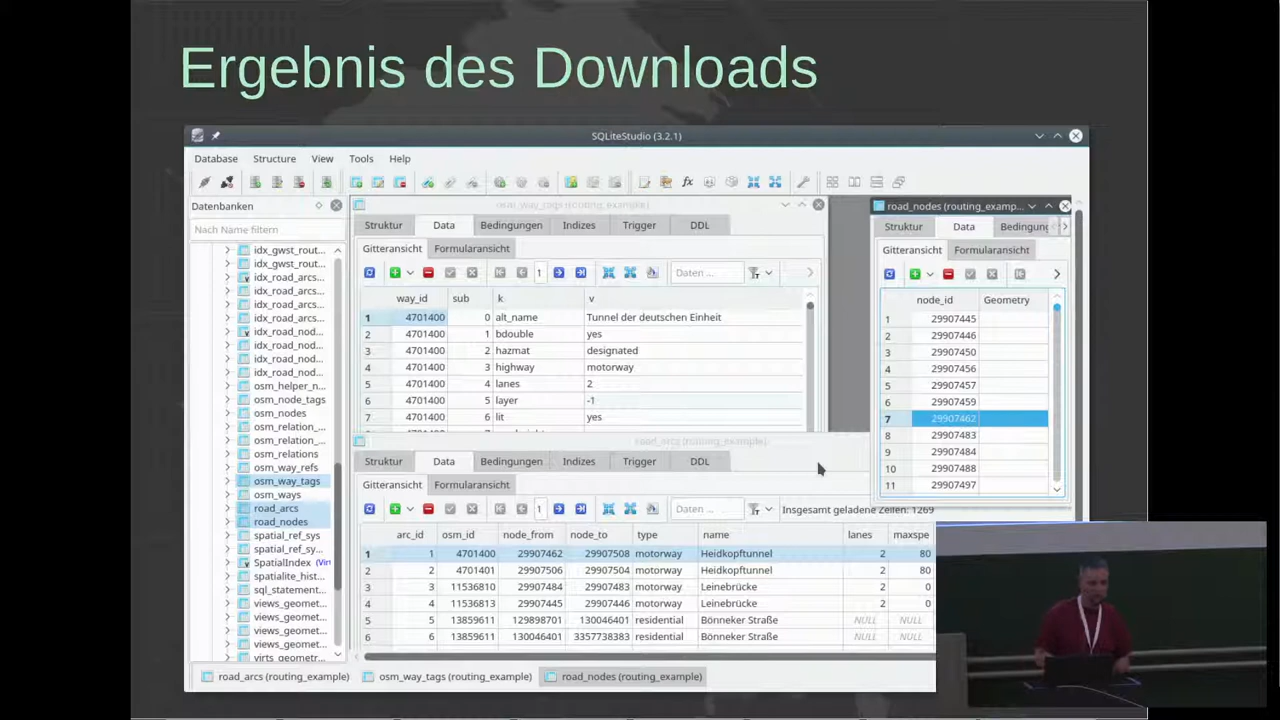 Ergebnis des Downloads
SQLiteStudio (3.2.1)
Database Structure View Tools Help
Datenbanken
Nach Name filtern
idx_gwst_rout...
idx_gwst_rout...
idx_road_arcs...
idx_road_arcs...
idx_road_arcs...
idx_road_arcs...
idx_road_nod...
idx_road_nod...
idx_road_nod...
idx_road_nod...
osm_helper_n...
osm_node_tags
osm_nodes
osm_relation_...
osm_relation_...
osm_relations
osm_way_refs
osm_way_tags
osm_ways
road_arcs
road_nodes
spatial_ref_sys
spatial_ref_sy...
SpatialIndex (Virt
spatialite_hist...
sql_statement...
views_geomet...
views_geomet...
views_geomet...
views_geomet...
virts_geometr...
osm_way_tags (routing_example)
Struktur Data Bedingungen Indizes Trigger DDL
Gitteransicht Formularansicht
1 Daten ...
way_id sub k v
1 4701400 0 alt_name Tunnel der deutschen Einheit
2 4701400 1 bdouble yes
3 4701400 2 hazmat designated
4 4701400 3 highway motorway
5 4701400 4 lanes 2
6 4701400 5 layer -1
7 4701400 6 lit yes
road_arcs (routing_example)
Struktur Data Bedingungen Indizes Trigger DDL
Gitteransicht Formularansicht
1 Daten ... Insgesamt geladene Zeilen: 1269
arc_id osm_id node_from node_to type name lanes maxspe
1 1 4701400 29907462 29907508 motorway Heidkopftunnel 2 80
2 2 4701401 29907506 29907504 motorway Heidkopftunnel 2 80
3 3 11536810 29907484 29907483 motorway Leinebrücke 2 0
4 4 11536813 29907445 29907446 motorway Leinebrücke 2 0
5 5 13859611 129898701 130046401 residential Bönneker Straße NULL NULL
6 6 13859611 130046401 3357738383 residential Bönneker Straße NULL NULL
road_nodes (routing_examp...
Struktur Data Bedingung
Gitteransicht Formularansicht
node_id Geometry
1 29907445
2 29907446
3 29907450
4 29907456
5 29907457
6 29907459
7 29907462
8 29907483
9 29907484
10 29907488
11 29907497
road_arcs (routing_example) osm_way_tags (routing_example) road_nodes (routing_example)